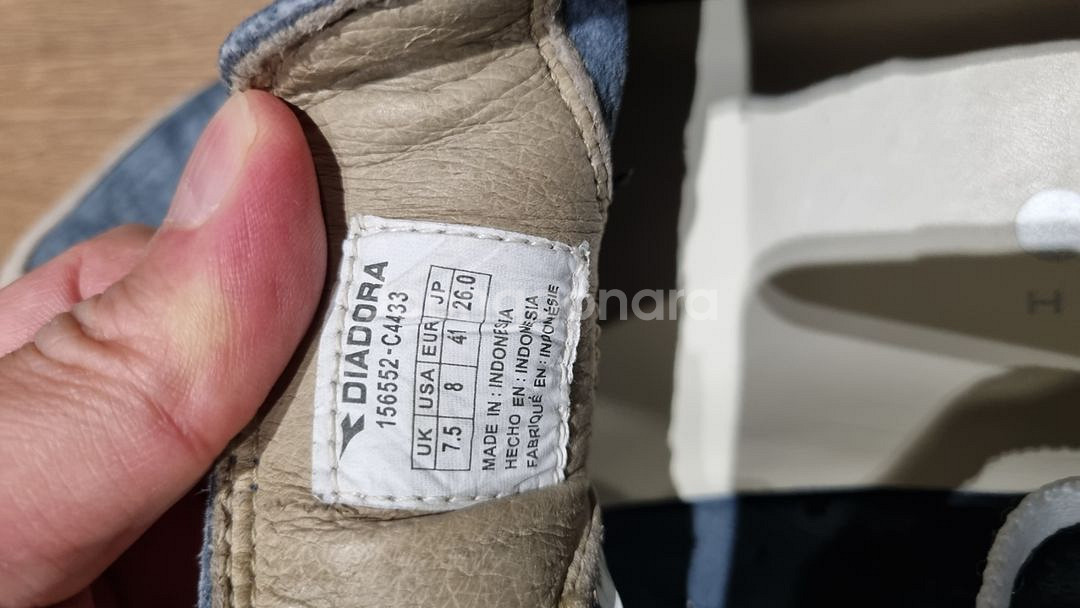 DIADORA
156552-C4433
UK USA EUR JP
7.5 8 41 26.0
MADE IN : INDONESIA
HECHO EN : INDONESIA
FABRIQUÉ EN : INDONÉSIE